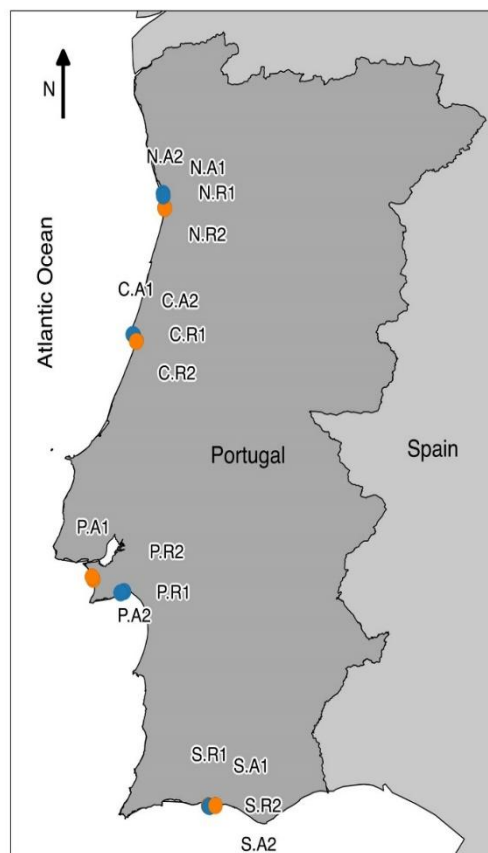 N
N.A2
N.A1
N.R1
N.R2
Atlantic Ocean
C.A1
C.A2
C.R1
C.R2
Portugal
Spain
P.A1
P.R2
P.R1
P.A2
S.R1
S.A1
S.R2
S.A2